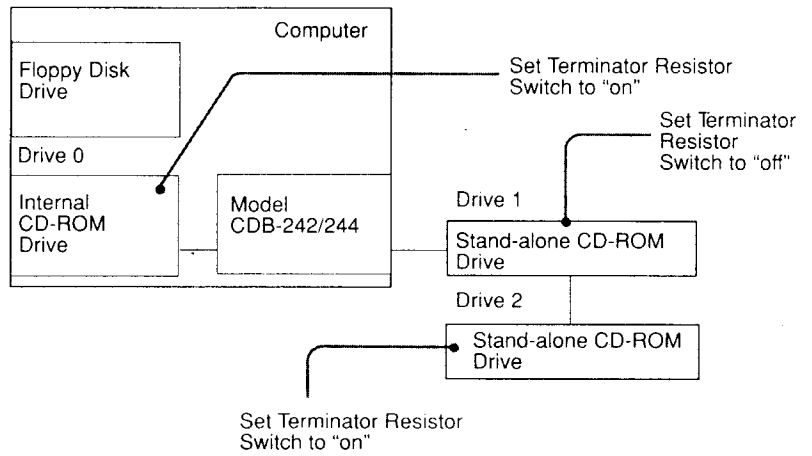 Computer
Floppy Disk
Drive
Set Terminator Resistor
Switch to "on"
Set Terminator
Resistor
Switch to "off"
Drive 0
Internal
CD-ROM
Drive
Model
CDB-242/244
Drive 1
Stand-alone CD-ROM
Drive
Drive 2
Stand-alone CD-ROM
Drive
Set Terminator Resistor
Switch to "on"